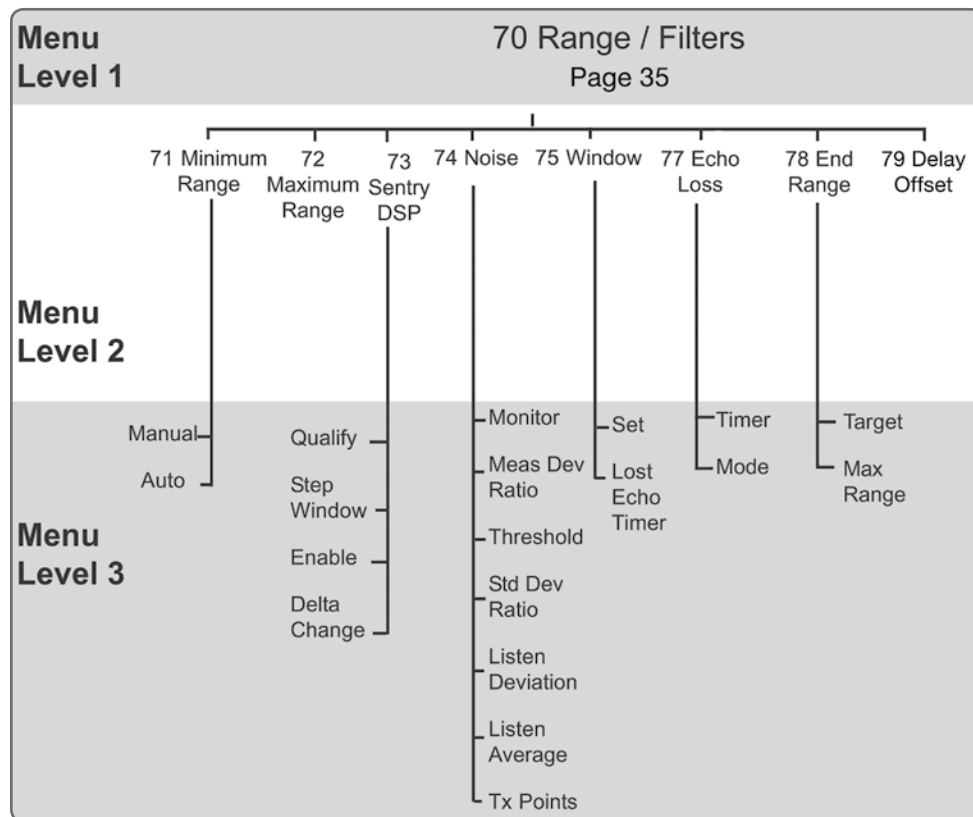 Menu
Level 1
70 Range / Filters
Page 35
71 Minimum
Range
72
Maximum
Range
73
Sentry
DSP
74 Noise
75 Window
77 Echo
Loss
78 End
Range
79 Delay
Offset
Menu
Level 2
Menu
Level 3
Manual
Auto
Qualify
Step
Window
Enable
Delta
Change
Monitor
Meas Dev
Ratio
Threshold
Std Dev
Ratio
Listen
Deviation
Listen
Average
Tx Points
Set
Lost
Echo
Timer
Timer
Mode
Target
Max
Range